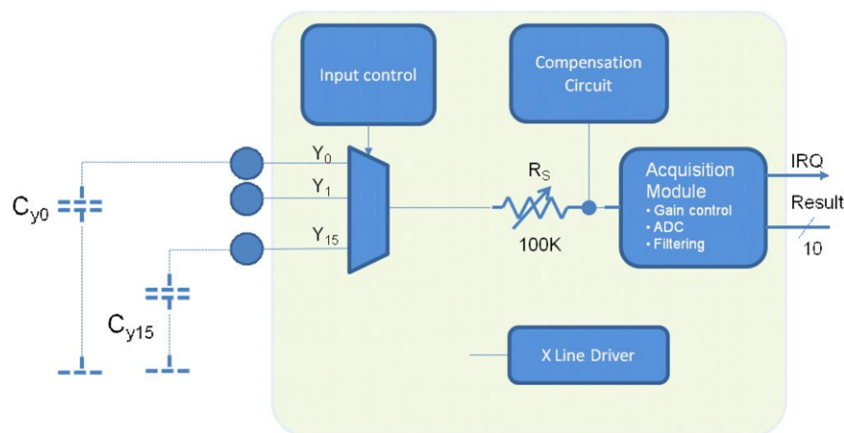 Input control
Compensation
Circuit
Y0
Y1
Y15
Cy0
Cy15
RS
100K
Acquisition
Module
• Gain control
• ADC
• Filtering
IRQ
Result
10
X Line Driver